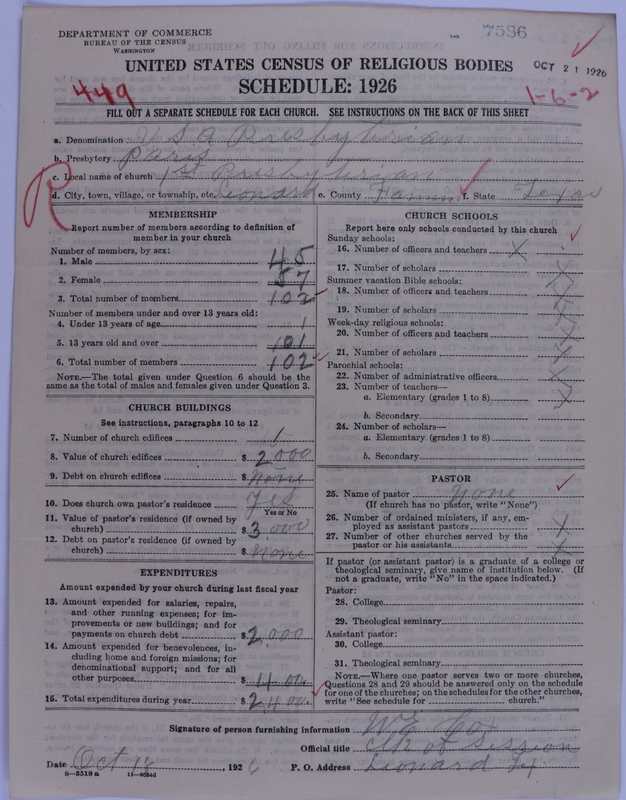 DEPARTMENT OF COMMERCE
BUREAU OF THE CENSUS
WASHINGTON
7586
UNITED STATES CENSUS OF RELIGIOUS BODIES
OCT 21 1926
SCHEDULE: 1926
449
1-6-2
FILL OUT A SEPARATE SCHEDULE FOR EACH CHURCH. SEE INSTRUCTIONS ON THE BACK OF THIS SHEET
a. Denomination U S A Presbyterian
b. Presbytery Paris
c. Local name of church 1st Presbyterian
d. City, town, village, or township, etc. Leonard e. County Fannin f. State Texas
R
MEMBERSHIP
Report number of members according to definition of
member in your church
Number of members, by sex:
1. Male 45
2. Female 57
3. Total number of members 102
Number of members under and over 13 years old:
4. Under 13 years of age 1
5. 13 years old and over 101
6. Total number of members 102
NOTE.—The total given under Question 6 should be the
same as the total of males and females given under Question 3.
CHURCH BUILDINGS
See instructions, paragraphs 10 to 12
7. Number of church edifices 1
8. Value of church edifices $ 2000
9. Debt on church edifices $ None
10. Does church own pastor's residence yes
Yes or No
11. Value of pastor's residence (if owned by
church) $ 3,000
12. Debt on pastor's residence (if owned by
church) $ None
EXPENDITURES
Amount expended by your church during last fiscal year
13. Amount expended for salaries, repairs,
and other running expenses; for im-
provements or new buildings; and for
payments on church debt $ 2,000
14. Amount expended for benevolences, in-
cluding home and foreign missions; for
denominational support; and for all
other purposes $ 400.
15. Total expenditures during year $ 2400.
CHURCH SCHOOLS
Report here only schools conducted by this church
Sunday schools:
16. Number of officers and teachers X
17. Number of scholars X
Summer vacation Bible schools:
18. Number of officers and teachers X
19. Number of scholars X
Week-day religious schools:
20. Number of officers and teachers X
21. Number of scholars X
Parochial schools:
22. Number of administrative officers X
23. Number of teachers—
a. Elementary (grades 1 to 8) X
b. Secondary
24. Number of scholars—
a. Elementary (grades 1 to 8)
b. Secondary
PASTOR
25. Name of pastor None
(If church has no pastor, write "None")
26. Number of ordained ministers, if any, em-
ployed as assistant pastors X
27. Number of other churches served by the
pastor or his assistants X
If pastor (or assistant pastor) is a graduate of a college or
theological seminary, give name of institution below. (If
not a graduate, write "No" in the space indicated.)
Pastor:
28. College
29. Theological seminary
Assistant pastor:
30. College
31. Theological seminary
NOTE.—Where one pastor serves two or more churches,
Questions 28 and 29 should be answered only on the schedule
for one of the churches; on the schedules for the other churches,
write "See schedule for church."
Signature of person furnishing information Cox
Official title Clk of Session
Date Oct 18, 1926 P. O. Address Leonard Tx
8—5518 a